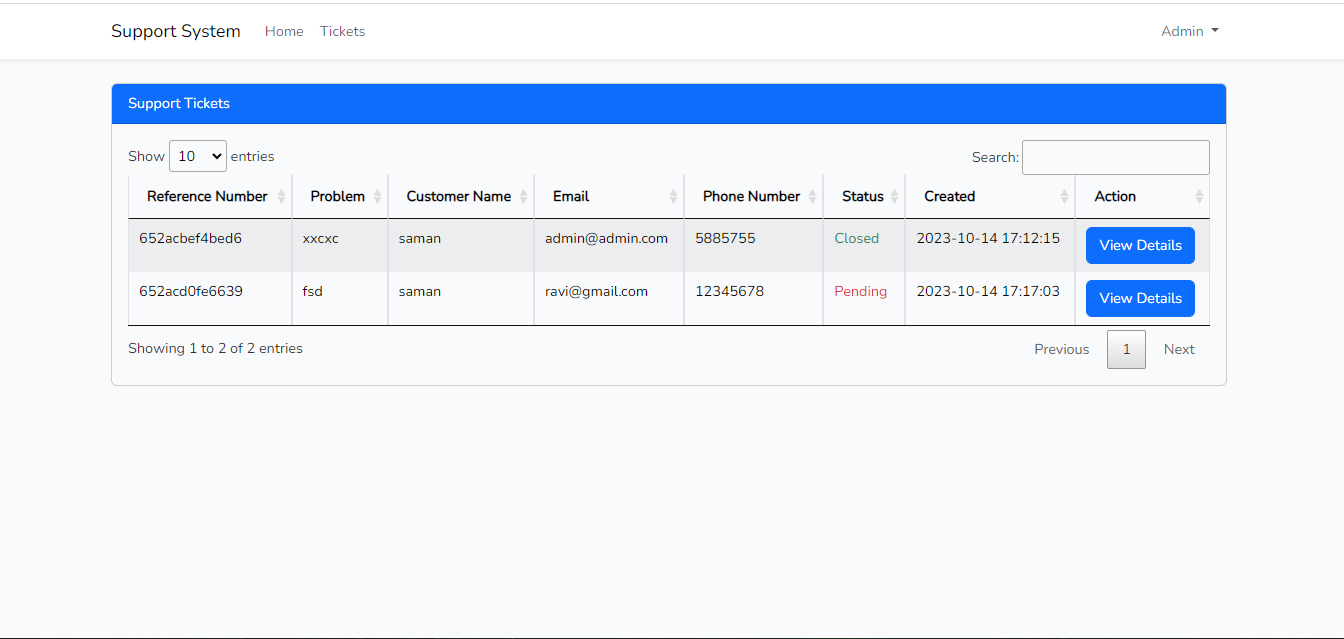 Support System Home Tickets Admin
Support Tickets
Show 10 entries Search:
Reference Number Problem Customer Name Email Phone Number Status Created Action
652acbef4bed6 xxcxc saman admin@admin.com 5885755 Closed 2023-10-14 17:12:15 View Details
652acd0fe6639 fsd saman ravi@gmail.com 12345678 Pending 2023-10-14 17:17:03 View Details
Showing 1 to 2 of 2 entries Previous 1 Next